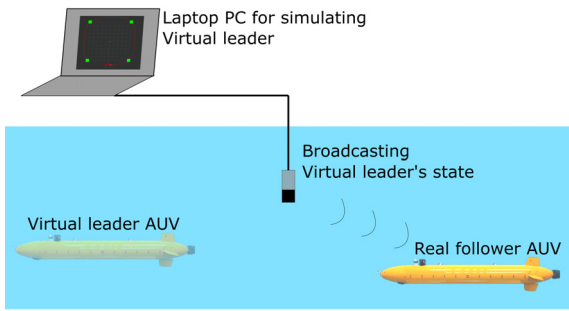 Laptop PC for simulating
Virtual leader
Broadcasting
Virtual leader's state
Virtual leader AUV
Real follower AUV